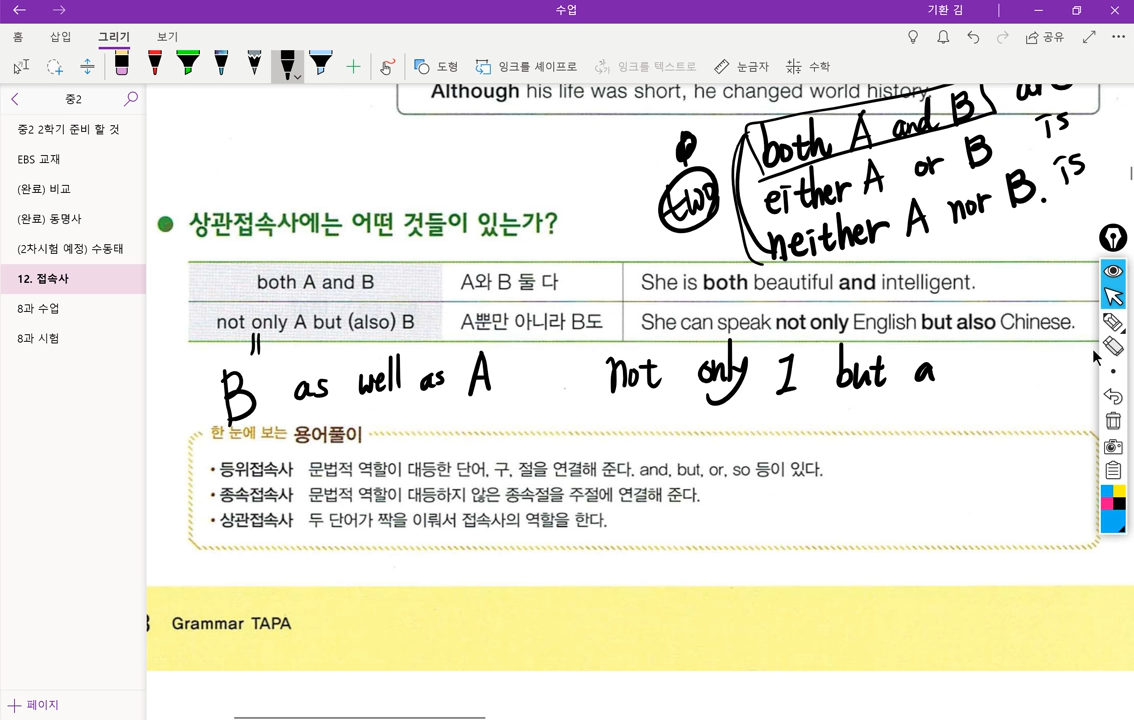 수업
기환 김
홈 삽입 그리기 보기
도형 잉크를 셰이프로 잉크를 텍스트로 눈금자 수학 공유
중2
중2 2학기 준비 할 것
EBS 교재
(완료) 비교
(완료) 동명사
(2차시험 예정) 수동태
12. 접속사
8과 수업
8과 시험
페이지
Although his life was short, he changed world history.
both A and B are
either A or B is
two
neither A nor B. is
상관접속사에는 어떤 것들이 있는가?
both A and B A와 B 둘 다 She is both beautiful and intelligent.
not only A but (also) B A뿐만 아니라 B도 She can speak not only English but also Chinese.
B as well as A not only I but a
한 눈에 보는 용어풀이
• 등위접속사 문법적 역할이 대등한 단어, 구, 절을 연결해 준다. and, but, or, so 등이 있다.
• 종속접속사 문법적 역할이 대등하지 않은 종속절을 주절에 연결해 준다.
• 상관접속사 두 단어가 짝을 이뤄서 접속사의 역할을 한다.
Grammar TAPA